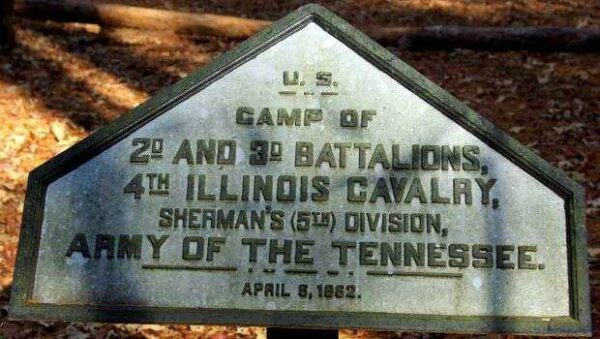 U.S.
CAMP OF
2D AND 3D BATTALIONS,
4TH ILLINOIS CAVALRY,
SHERMAN'S (5TH) DIVISION,
ARMY OF THE TENNESSEE.
APRIL 6, 1862.